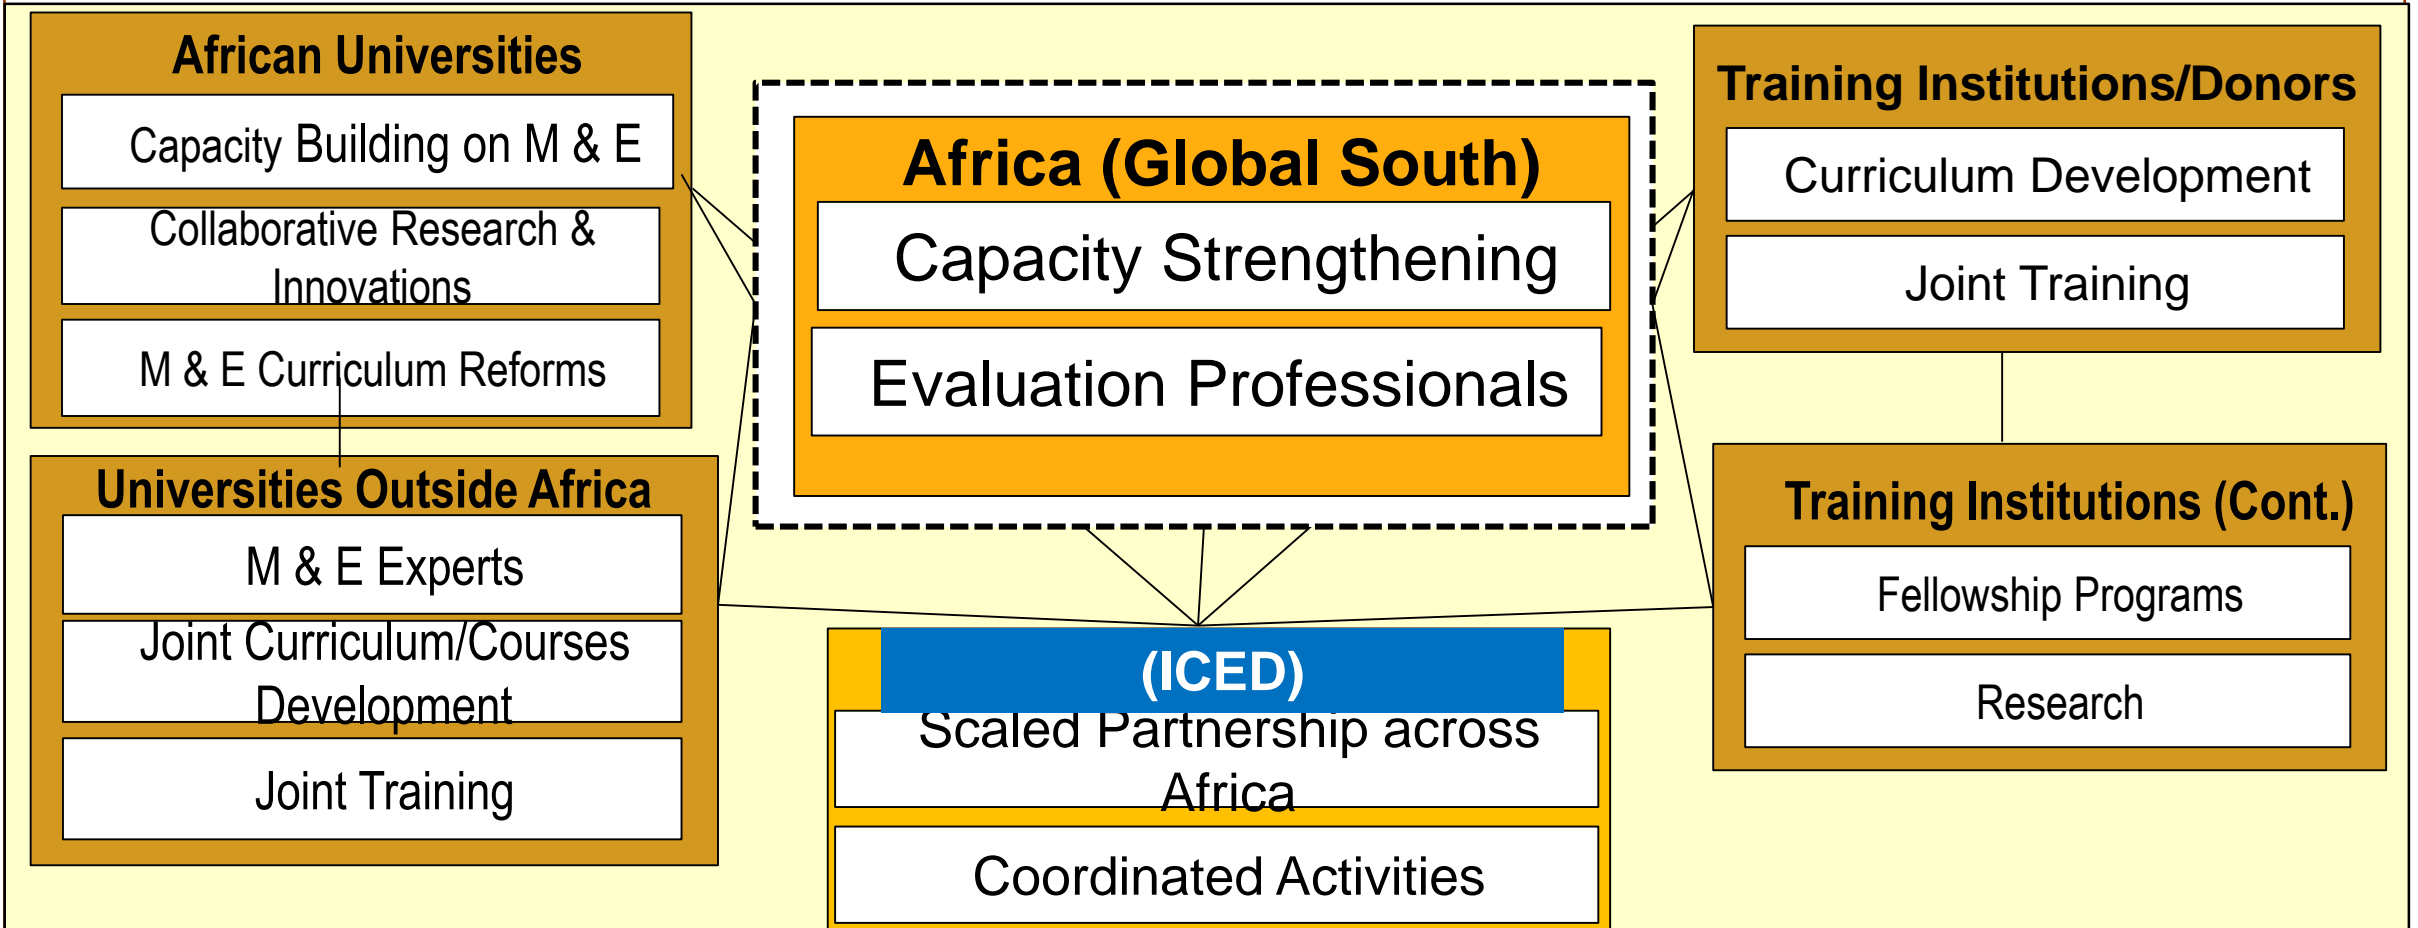 African Universities
Capacity Building on M & E
Collaborative Research &
Innovations
M & E Curriculum Reforms
Universities Outside Africa
M & E Experts
Joint Curriculum/Courses
Development
Joint Training
Africa (Global South)
Capacity Strengthening
Evaluation Professionals
(ICED)
Scaled Partnership across
Africa
Coordinated Activities
Training Institutions/Donors
Curriculum Development
Joint Training
Training Institutions (Cont.)
Fellowship Programs
Research